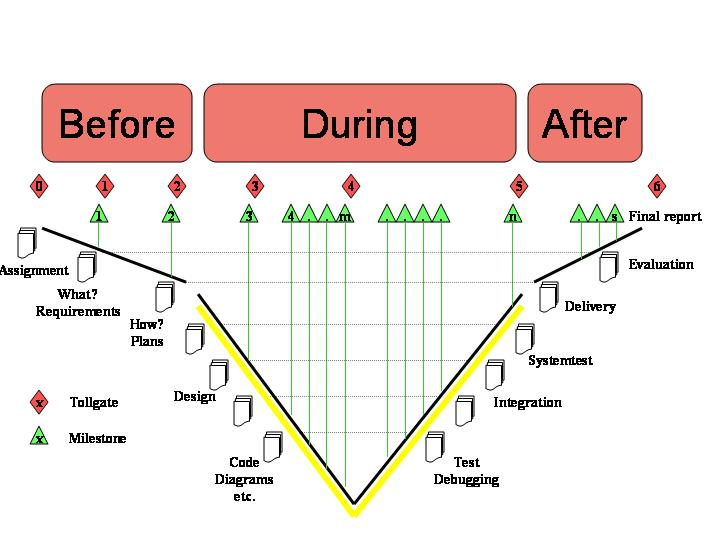 Before During After
0 1 2 3 4 5 6
1 2 3 4 . . m . . . . n . . s Final report
Assignment
Evaluation
What?
Requirements
Delivery
How?
Plans
Systemtest
Design
Integration
x Tollgate
x Milestone
Code
Diagrams
etc.
Test
Debugging